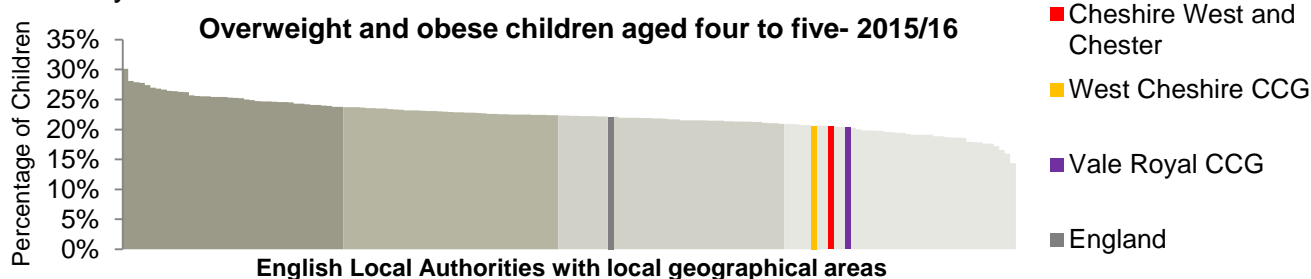 Overweight and obese children aged four to five- 2015/16
Percentage of Children
35%
30%
25%
20%
15%
10%
5%
0%
English Local Authorities with local geographical areas
Cheshire West and
Chester
West Cheshire CCG
Vale Royal CCG
England